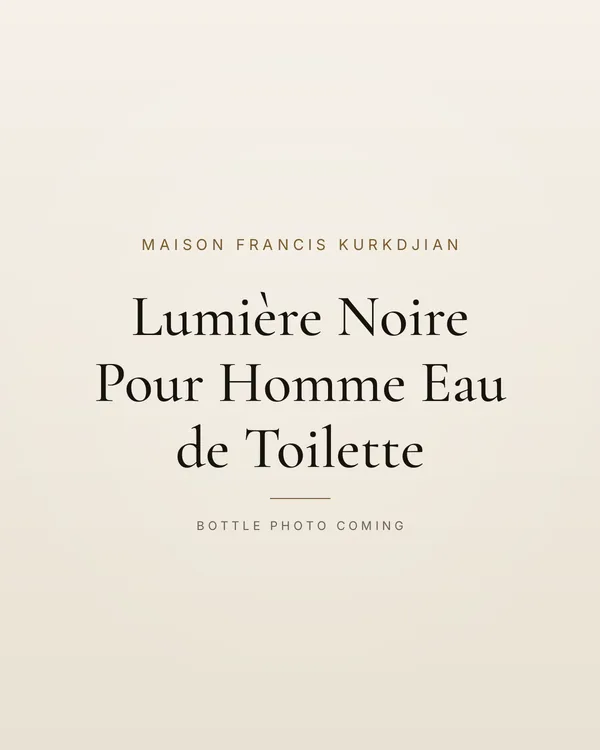 MAISON FRANCIS KURKDJIAN
Lumière Noire
Pour Homme Eau
de Toilette
BOTTLE PHOTO COMING